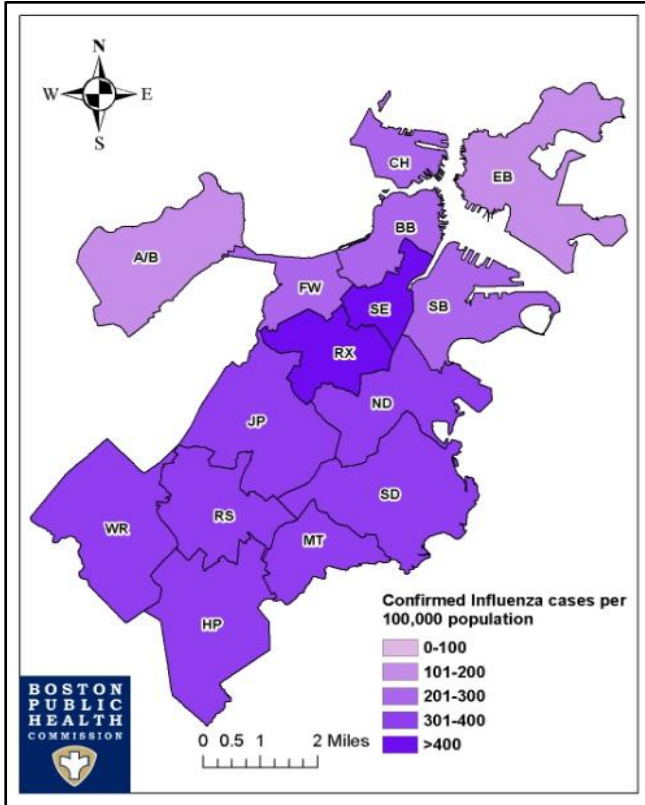 N
W E
S
CH
EB
BB
A/B
FW
SE
SB
RX
ND
JP
SD
WR
RS
MT
HP
Confirmed Influenza cases per
100,000 population
0-100
101-200
201-300
301-400
>400
BOSTON
PUBLIC
HEALTH
COMMISSION
0 0.5 1 2 Miles